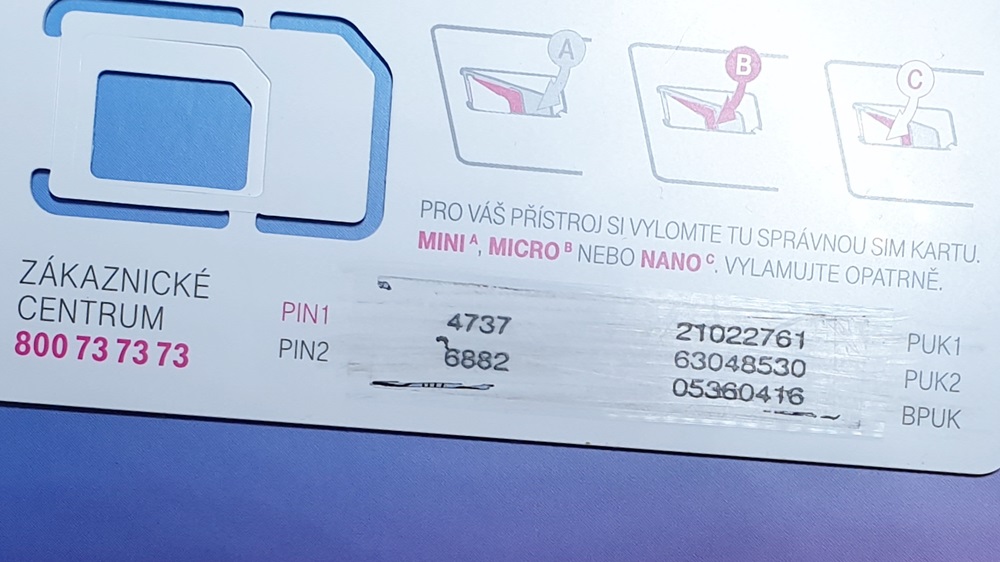 A
B
C
PRO VÁŠ PŘÍSTROJ SI VYLOMTE TU SPRÁVNOU SIM KARTU.
MINI A, MICRO B NEBO NANO C. VYLAMUJTE OPATRNĚ.
ZÁKAZNICKÉ
CENTRUM
800 73 73 73
PIN1 4737 21022761 PUK1
PIN2 6882 63048530 PUK2
05360416 BPUK